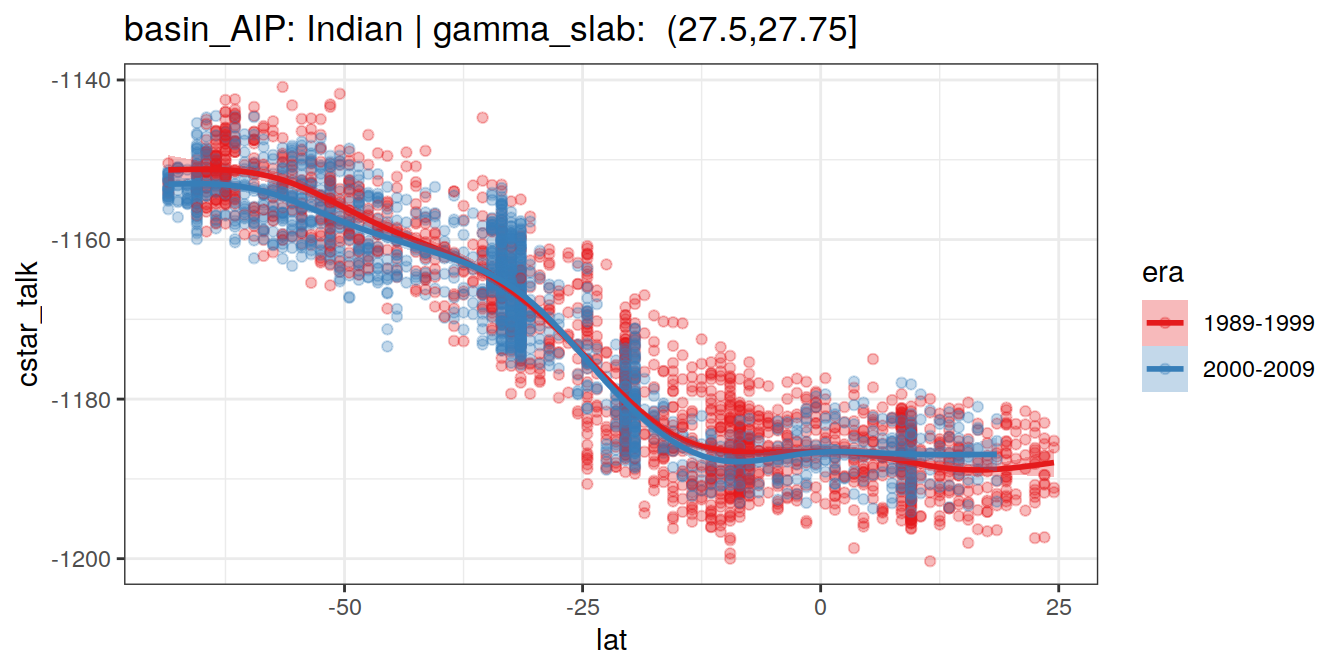 basin_AIP: Indian | gamma_slab:  (27.5,27.75]
-1140
-1160
-1180
-1200
cstar_talk
-50
-25
0
25
lat
era
1989-1999
2000-2009